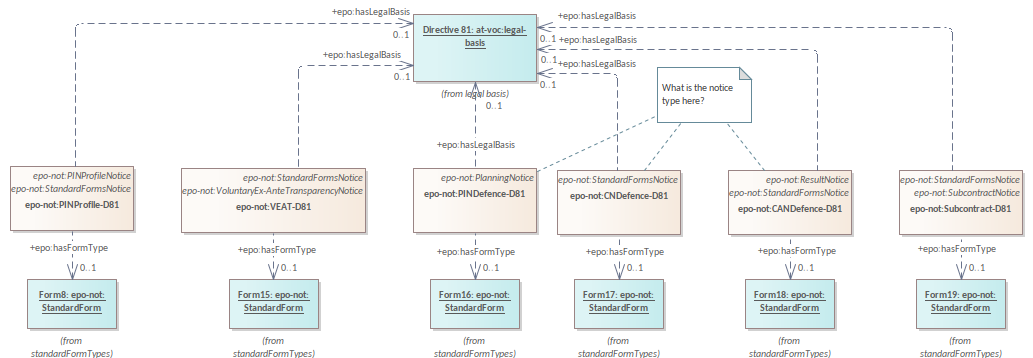 +epo:hasLegalBasis
0..1
+epo:hasLegalBasis
0..1
Directive 81: at-voc:legal-
basis
(from legal basis)
0..1
+epo:hasLegalBasis
+epo:hasLegalBasis
0..1
+epo:hasLegalBasis
0..1
+epo:hasLegalBasis
0..1
What is the notice
type here?
epo-not:PINProfileNotice
epo-not:StandardFormsNotice
epo-not:PINProfile-D81
epo-not:StandardFormsNotice
epo-not:VoluntaryEx-AnteTransparencyNotice
epo-not:VEAT-D81
epo-not:PlanningNotice
epo-not:PINDefence-D81
epo-not:StandardFormsNotice
epo-not:CNDefence-D81
epo-not:ResultNotice
epo-not:StandardFormsNotice
epo-not:CANDefence-D81
epo-not:StandardFormsNotice
epo-not:SubcontractNotice
epo-not:Subcontract-D81
+epo:hasFormType
0..1
+epo:hasFormType
0..1
+epo:hasFormType
0..1
+epo:hasFormType
0..1
+epo:hasFormType
0..1
+epo:hasFormType
0..1
Form8: epo-not:
StandardForm
(from
standardFormTypes)
Form15: epo-not:
StandardForm
(from
standardFormTypes)
Form16: epo-not:
StandardForm
(from
standardFormTypes)
Form17: epo-not:
StandardForm
(from
standardFormTypes)
Form18: epo-not:
StandardForm
(from
standardFormTypes)
Form19: epo-not:
StandardForm
(from
standardFormTypes)